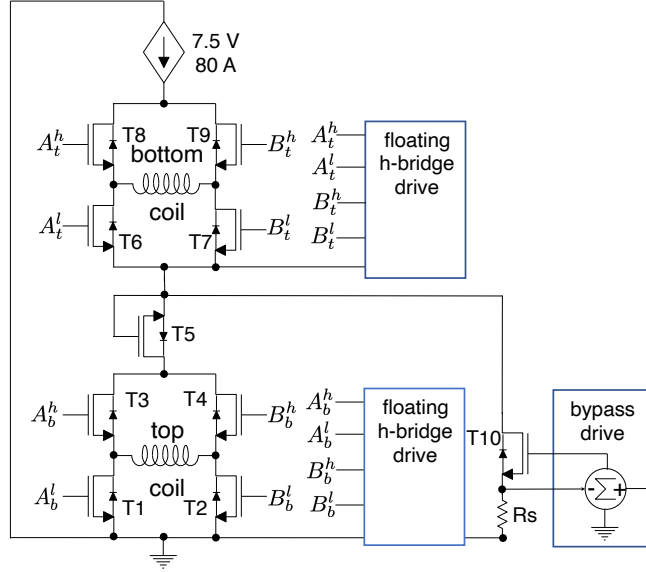 7.5 V
80 A
A_t^h
T8
T9
B_t^h
bottom
coil
A_t^l
T6
T7
B_t^l
A_t^h
A_t^l
B_t^h
B_t^l
floating
h-bridge
drive
T5
A_b^h
T3
T4
B_b^h
top
coil
A_b^l
T1
T2
B_b^l
A_b^h
A_b^l
B_b^h
B_b^l
floating
h-bridge
drive
T10
Rs
bypass
drive
- Σ +